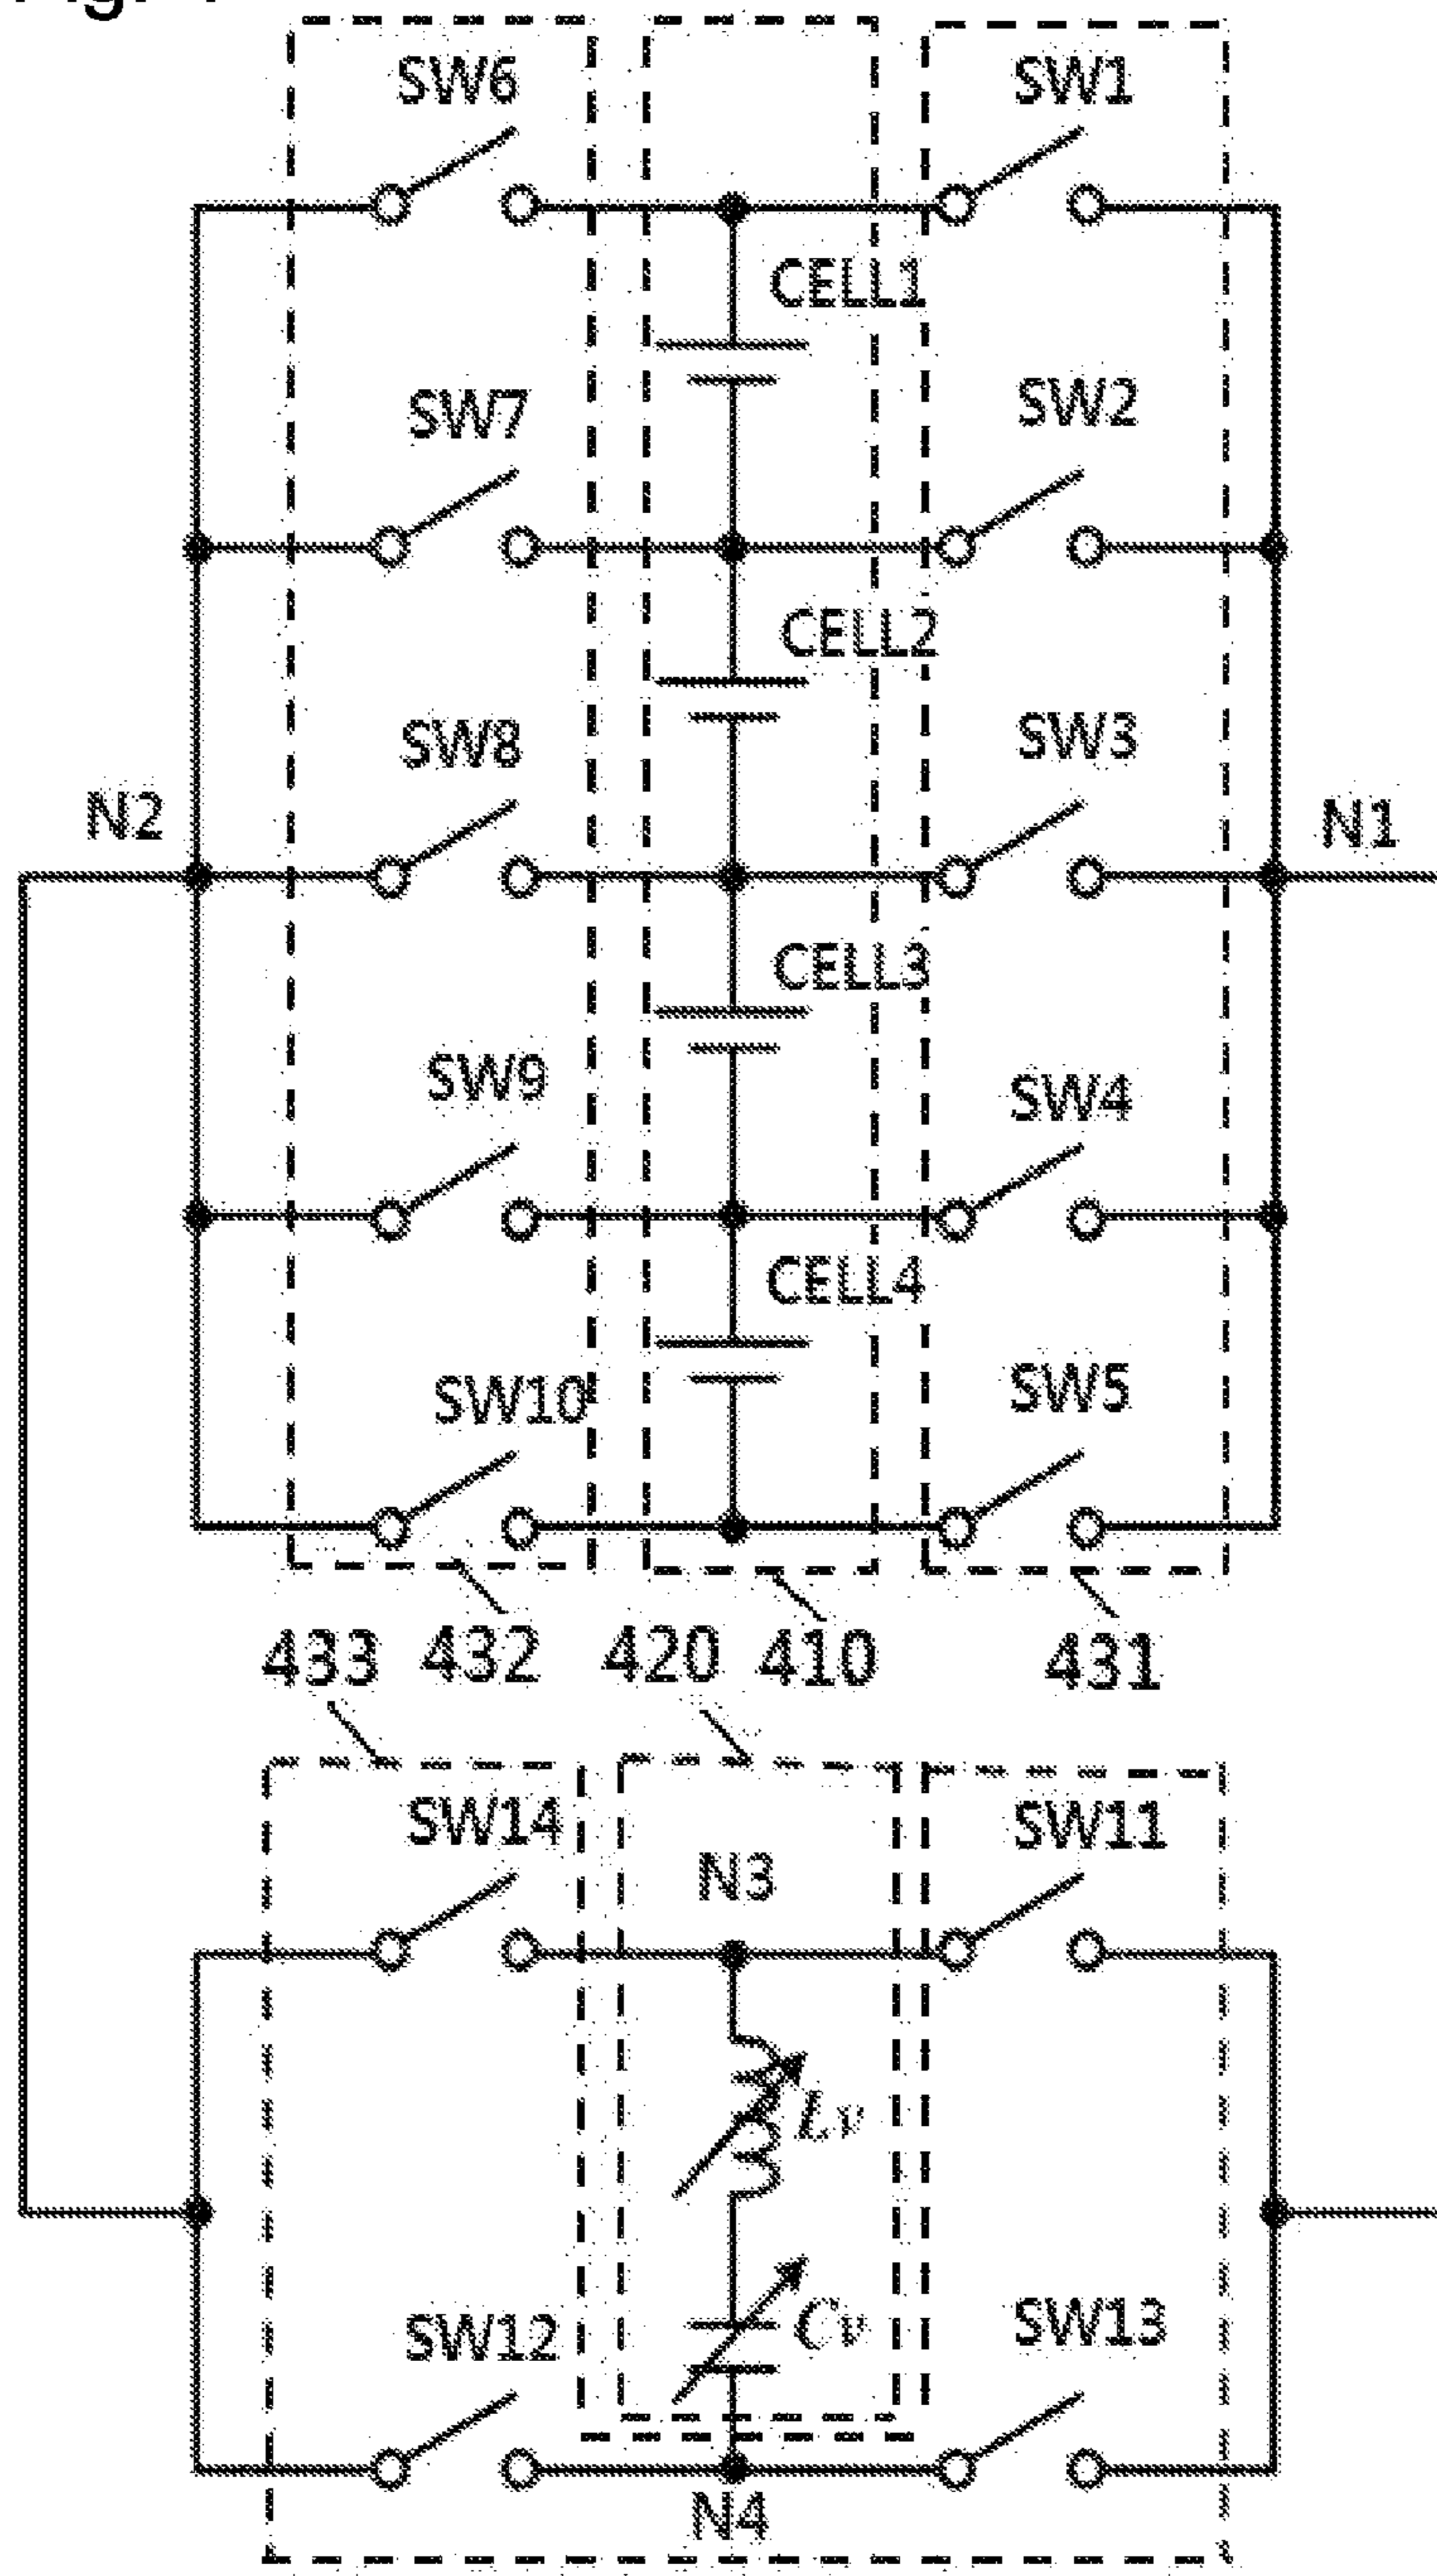 SW6 SW1
CELL1
SW7 SW2
CELL2
SW8 SW3
N2 N1
CELL3
SW9 SW4
CELL4
SW10 SW5
433 432 420 410 431
SW14 SW11
N3
Lv
Cv
SW12 SW13
N4